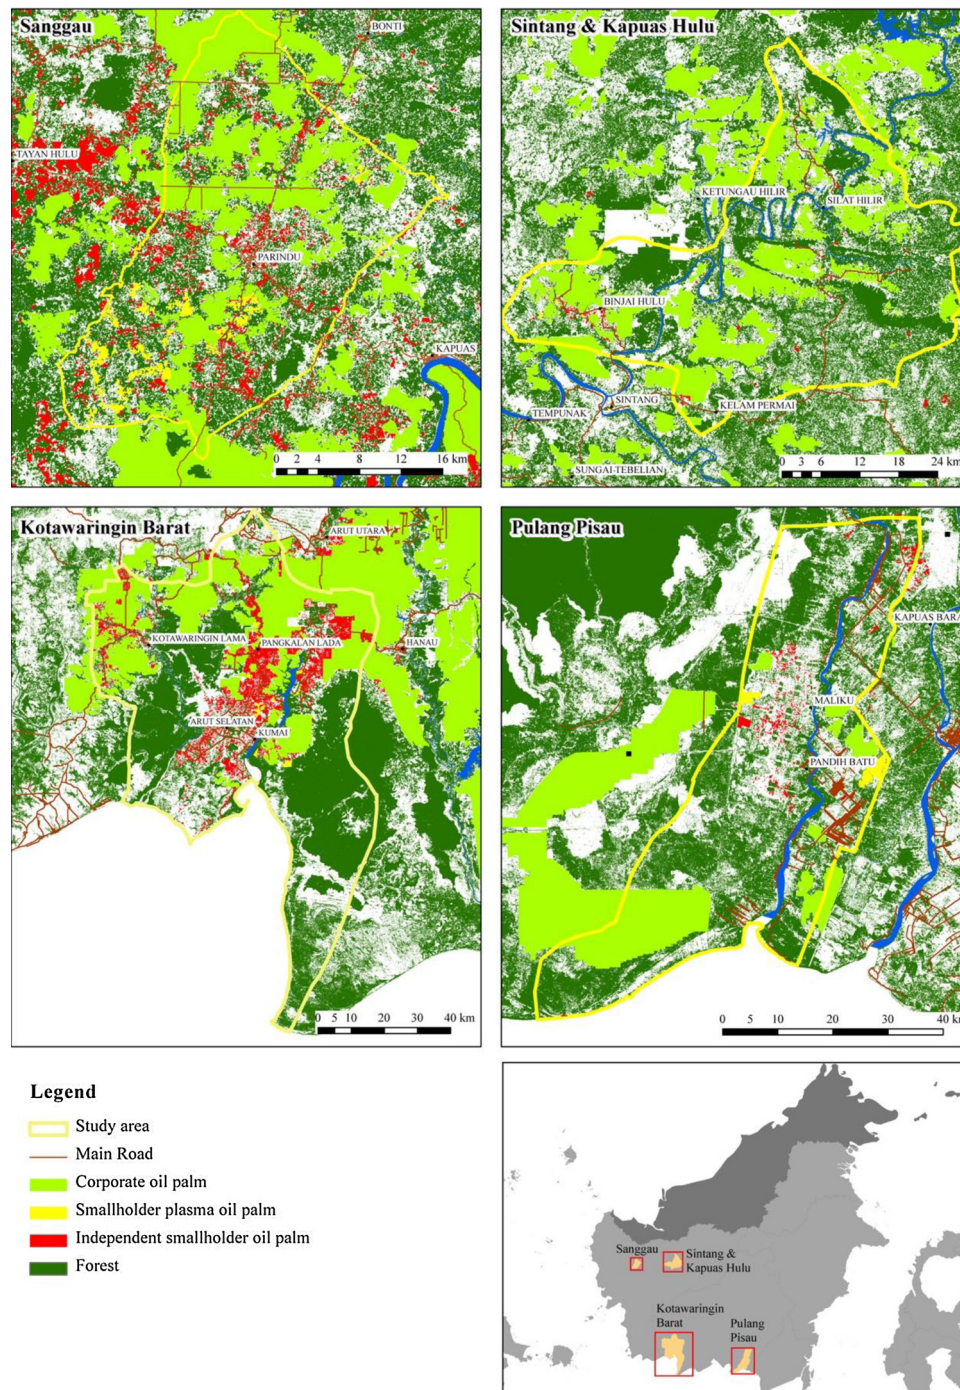 Sanggau
BONTI
TAYAN HULU
PARINDU
KAPUAS
0 2 4 8 12 16 km
Sintang & Kapuas Hulu
KETUNGAU HILIR
SILAT HILIR
BINJAI HULU
SINTANG
KELAM PERMAI
TEMPUNAK
SUNGAI TEBELIAN
0 3 6 12 18 24 km
Kotawaringin Barat
ARUT UTARA
KOTAWARINGIN LAMA
PANGKALAN LADA
HANAU
ARUT SELATAN
KUMAI
0 5 10 20 30 40 km
Pulang Pisau
KAPUAS BARA
MALIKU
PANDIH BATU
0 10 20 30 40 km
Legend
Study area
Main Road
Corporate oil palm
Smallholder plasma oil palm
Independent smallholder oil palm
Forest
Sanggau
Sintang &
Kapuas Hulu
Kotawaringin
Barat
Pulang
Pisau